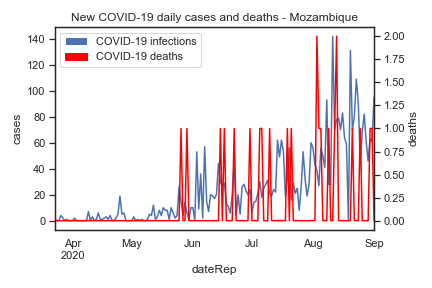 New COVID-19 daily cases and deaths - Mozambique
COVID-19 infections
COVID-19 deaths
140
120
100
80
60
40
20
0
cases
2.00
1.75
1.50
1.25
1.00
0.75
0.50
0.25
0.00
deaths
Apr
2020
May
Jun
Jul
Aug
Sep
dateRep